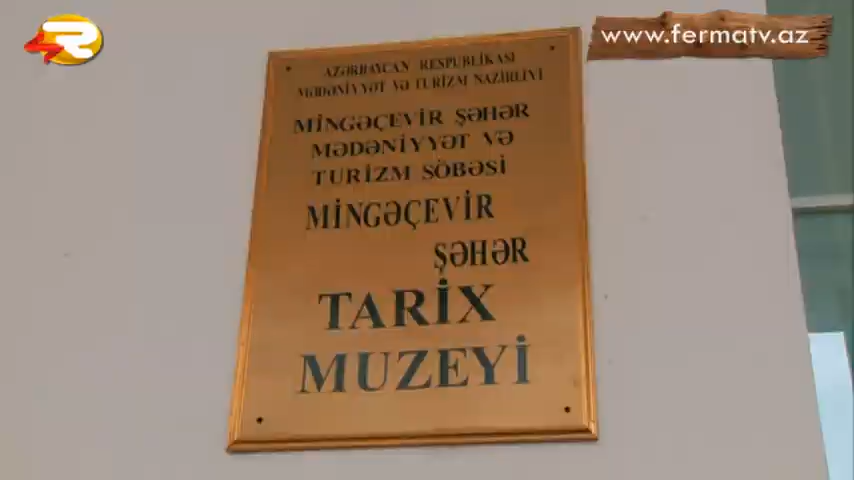 www.fermatv.az
AZƏRBAYCAN RESPUBLİKASI
MƏDƏNİYYƏT VƏ TURİZM NAZİRLİYİ
MİNGƏÇEVİR ŞƏHƏR
MƏDƏNİYYƏT VƏ
TURİZM ŞÖBƏSİ
MİNGƏÇEVİR
ŞƏHƏR
TARİX
MUZEYİ